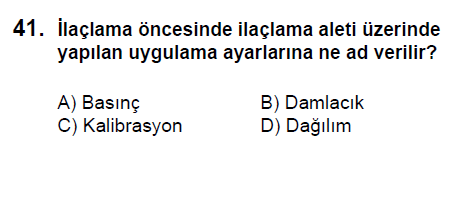 41. İlaçlama öncesinde ilaçlama aleti üzerinde
yapılan uygulama ayarlarına ne ad verilir?
A) Basınç B) Damlacık
C) Kalibrasyon D) Dağılım